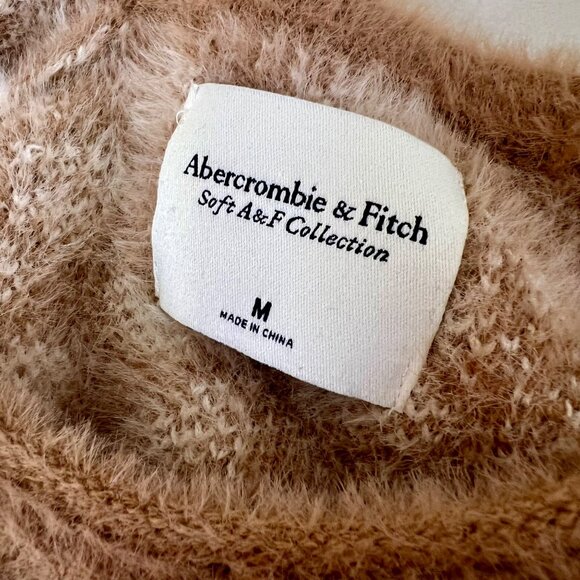 Abercrombie & Fitch
Soft A&F Collection
M
MADE IN CHINA